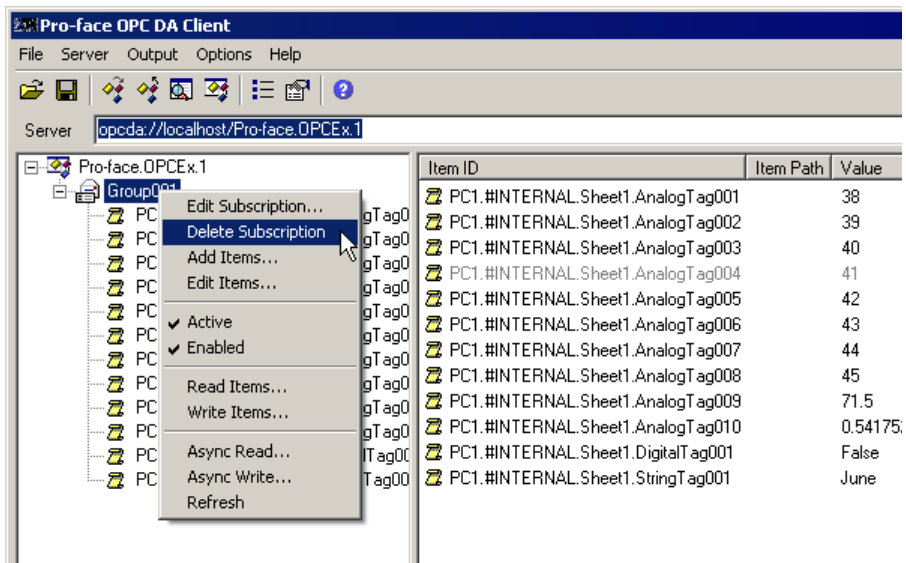 Pro-face OPC DA Client
File Server Output Options Help
Server opcda://localhost/Pro-face.OPCEx.1
Pro-face.OPCEx.1
Group001
Edit Subscription...
Delete Subscription
Add Items...
Edit Items...
Active
Enabled
Read Items...
Write Items...
Async Read...
Async Write...
Refresh
Item ID Item Path Value
PC1.#INTERNAL.Sheet1.AnalogTag001 38
PC1.#INTERNAL.Sheet1.AnalogTag002 39
PC1.#INTERNAL.Sheet1.AnalogTag003 40
PC1.#INTERNAL.Sheet1.AnalogTag004 41
PC1.#INTERNAL.Sheet1.AnalogTag005 42
PC1.#INTERNAL.Sheet1.AnalogTag006 43
PC1.#INTERNAL.Sheet1.AnalogTag007 44
PC1.#INTERNAL.Sheet1.AnalogTag008 45
PC1.#INTERNAL.Sheet1.AnalogTag009 71.5
PC1.#INTERNAL.Sheet1.AnalogTag010 0.54175
PC1.#INTERNAL.Sheet1.DigitalTag001 False
PC1.#INTERNAL.Sheet1.StringTag001 June